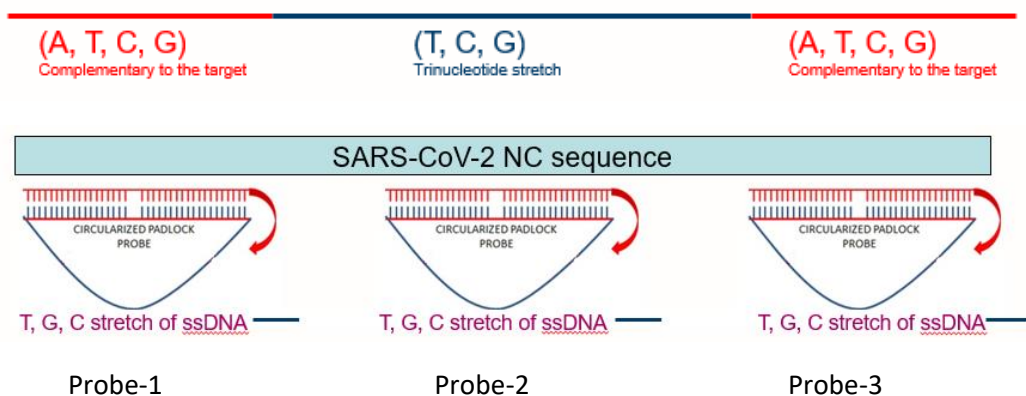 (A, T, C, G) (T, C, G) (A, T, C, G)
Complementary to the target Trinucleotide stretch Complementary to the target
SARS-CoV-2 NC sequence
CIRCULARIZED PADLOCK CIRCULARIZED PADLOCK CIRCULARIZED PADLOCK
PROBE PROBE PROBE
T, G, C stretch of ssDNA T, G, C stretch of ssDNA T, G, C stretch of ssDNA
Probe-1 Probe-2 Probe-3